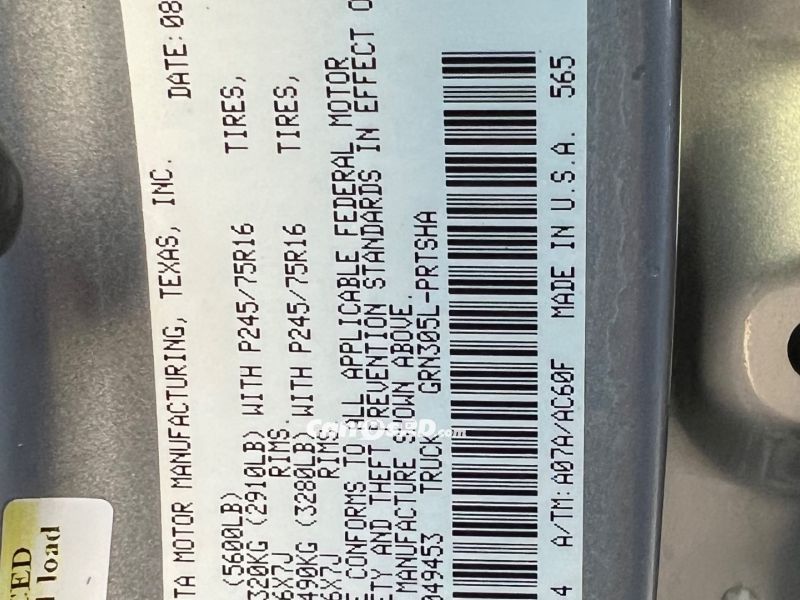 TA MOTOR MANUFACTURING, TEXAS, INC. DATE: 08
(5600LB)
320KG (2910LB) WITH P245/75R16 TIRES,
6X7J RIMS.
490KG (3280LB) WITH P245/75R16 TIRES,
6X7J RIMS
CONFORMS TO ALL APPLICABLE FEDERAL MOTOR
ETY AND THEFT PREVENTION STANDARDS IN EFFECT O
MANUFACTURE SHOWN ABOVE.
049453 TRUCK GRN305L-PRTSHA
4 A/TM: A07A/AC60F MADE IN U.S.A. 565
CED
load